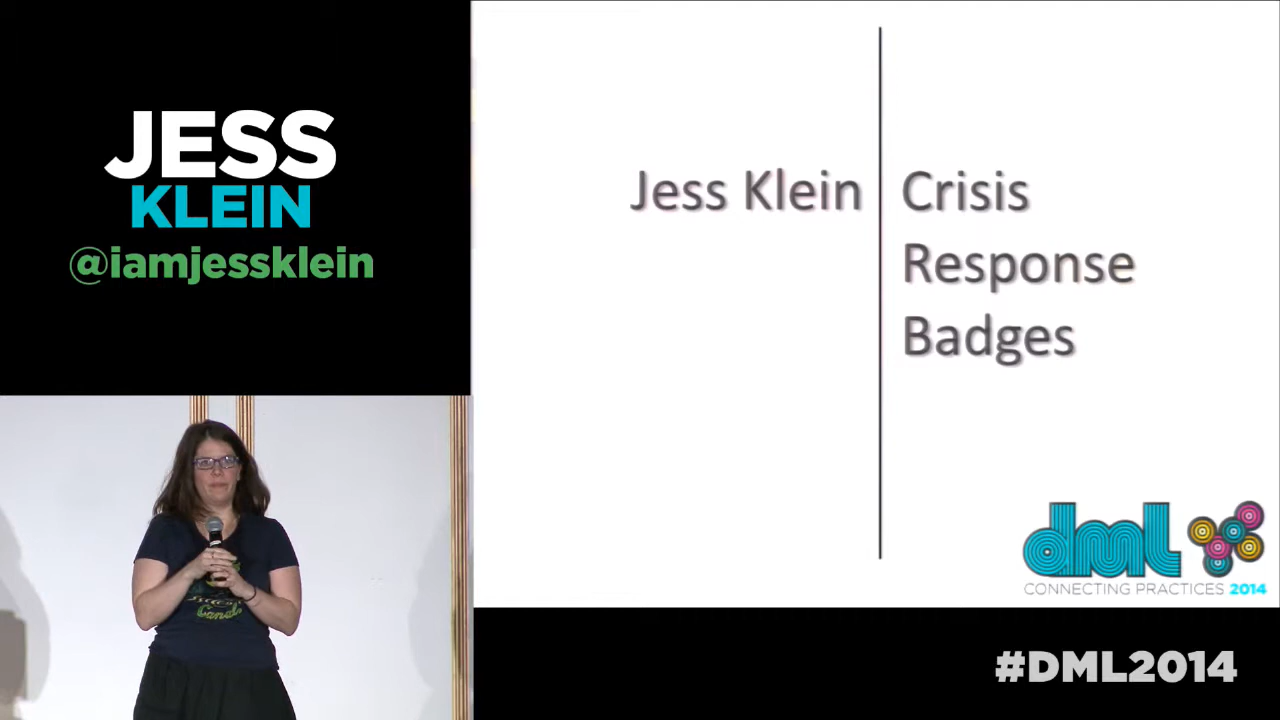 JESS
KLEIN
@iamjessklein
Jess Klein
Crisis
Response
Badges
dml
CONNECTING PRACTICES 2014
#DML2014